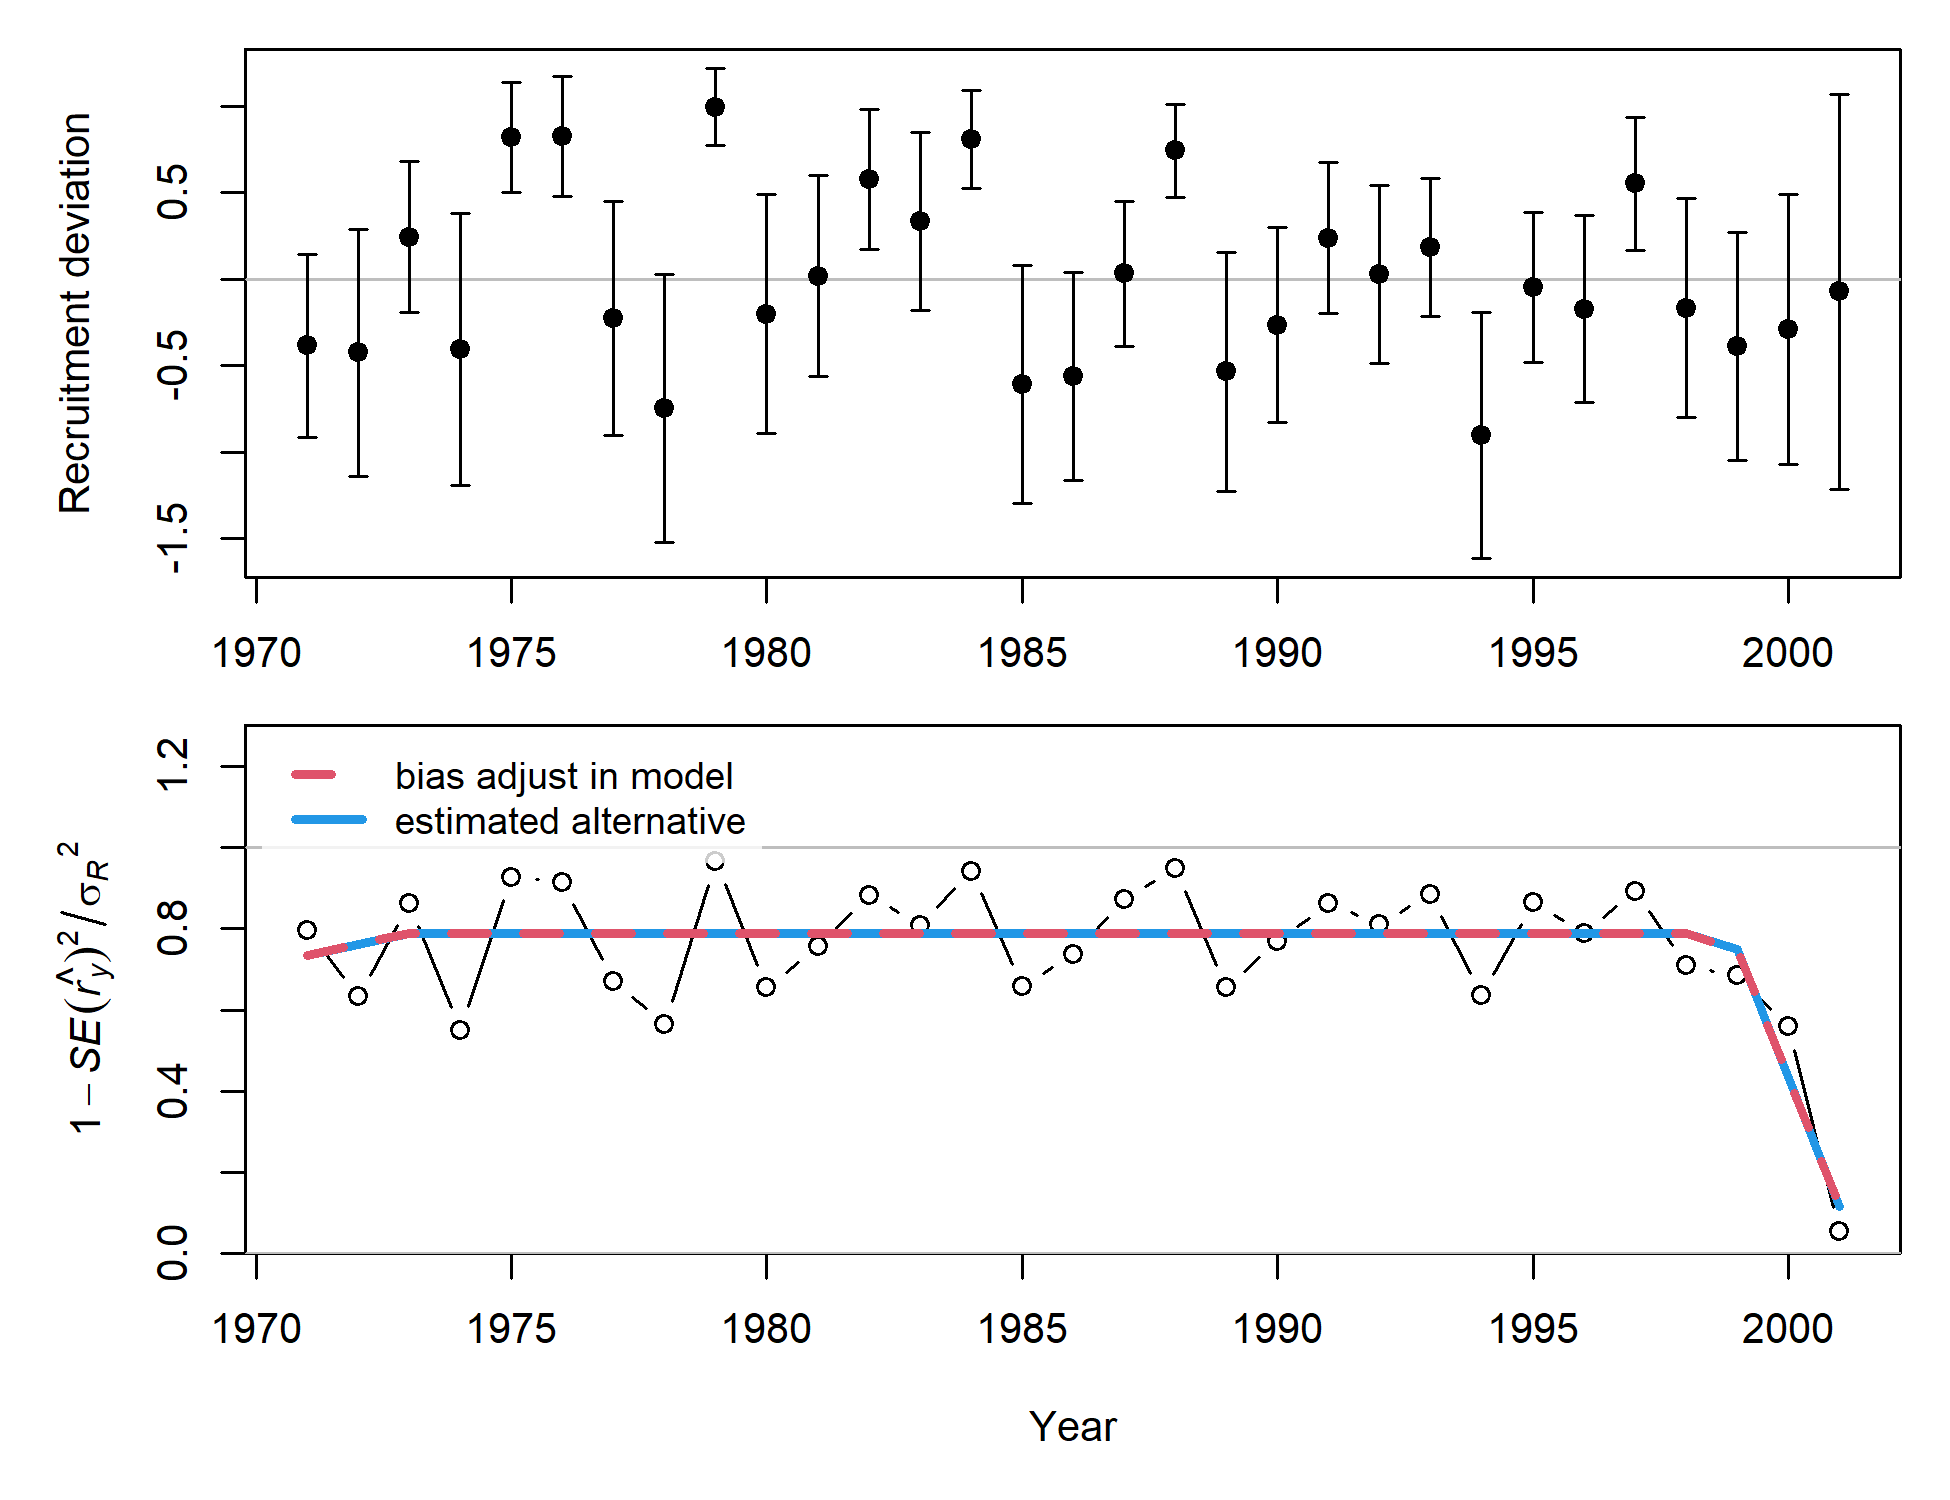 Recruitment deviation
0.5
-0.5
-1.5
1970 1975 1980 1985 1990 1995 2000
bias adjust in model
estimated alternative
1 − SE(r̂y)² / σR²
1.2
0.8
0.4
0.0
1970 1975 1980 1985 1990 1995 2000
Year